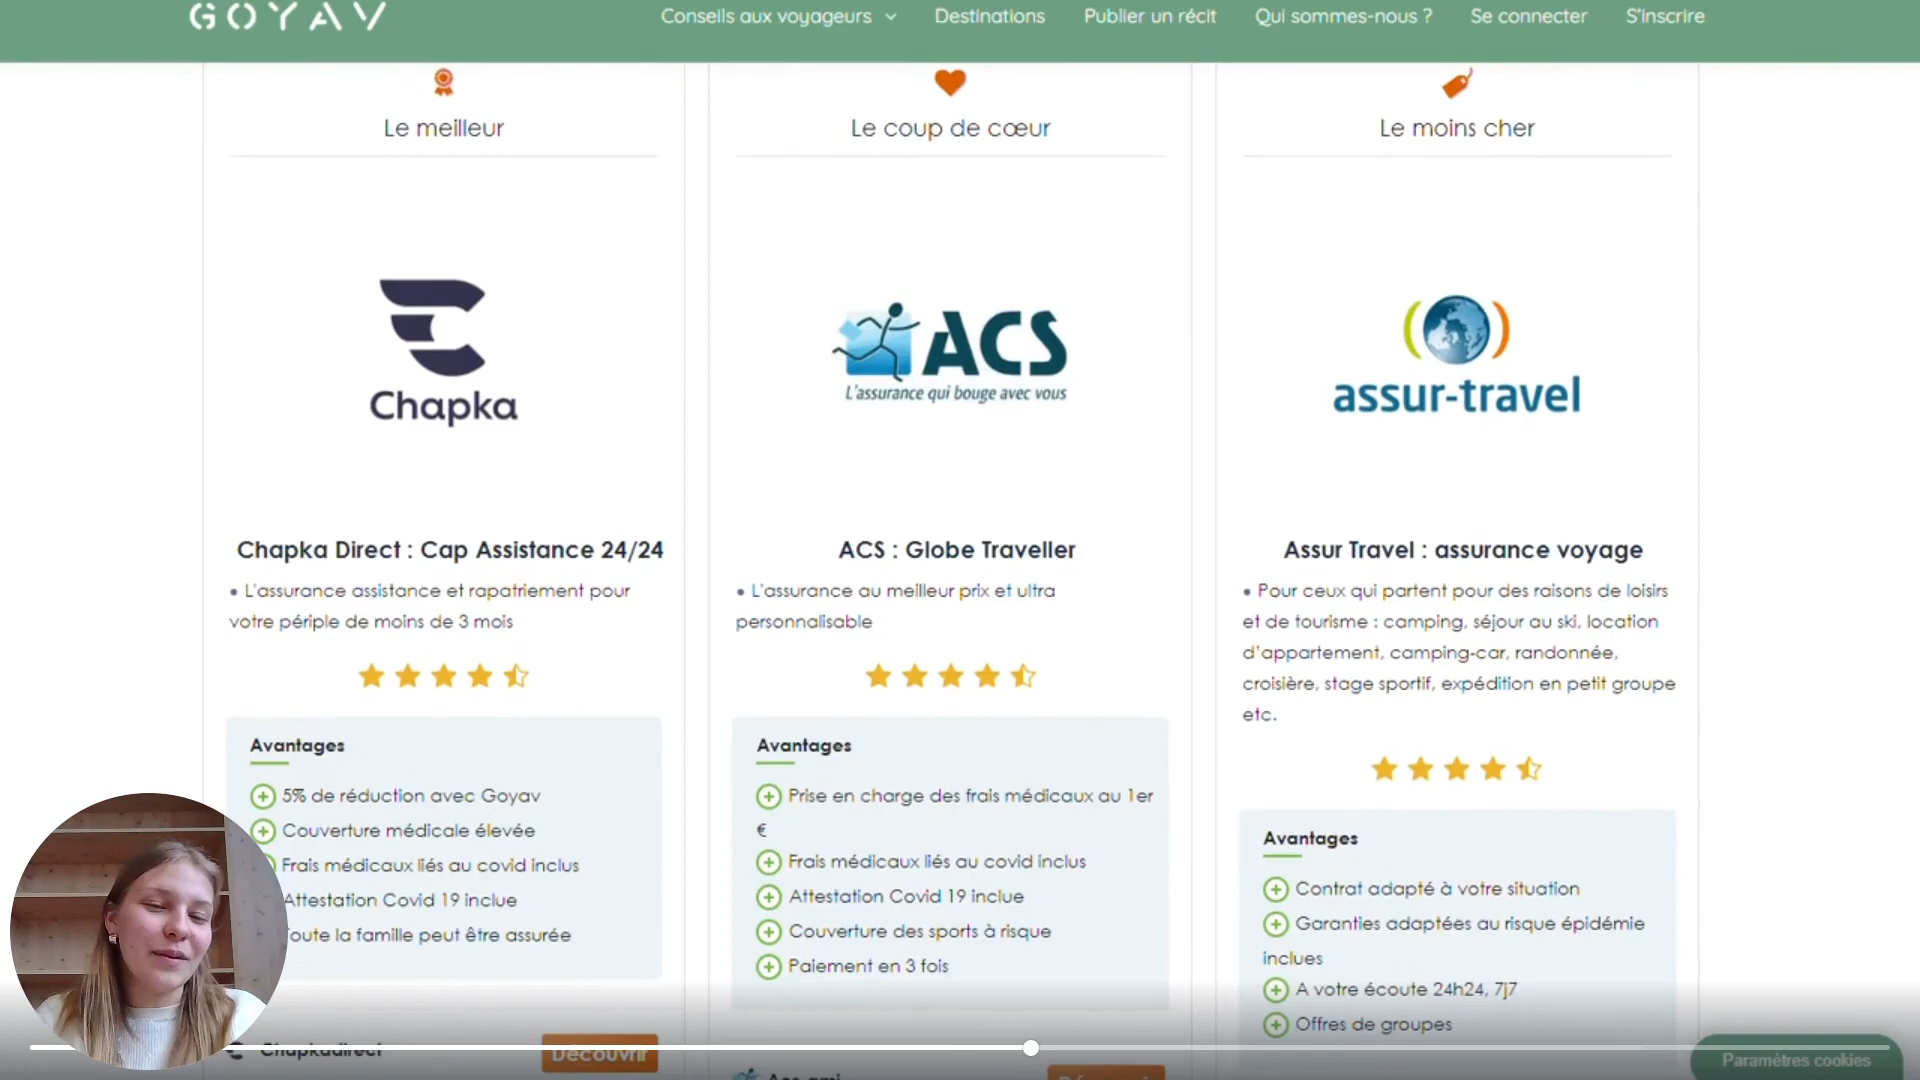 GOYAV
Conseils aux voyageurs
Destinations
Publier un récit
Qui sommes-nous ?
Se connecter
S'inscrire
Le meilleur
Chapka
Chapka Direct : Cap Assistance 24/24
• L'assurance assistance et rapatriement pour
votre périple de moins de 3 mois
Avantages
5% de réduction avec Goyav
Couverture médicale élevée
Frais médicaux liés au covid inclus
Attestation Covid 19 inclue
Toute la famille peut être assurée
Chapkadirect
Découvrir
Le coup de cœur
ACS
L'assurance qui bouge avec vous
ACS : Globe Traveller
• L'assurance au meilleur prix et ultra
personnalisable
Avantages
Prise en charge des frais médicaux au 1er
€
Frais médicaux liés au covid inclus
Attestation Covid 19 inclue
Couverture des sports à risque
Paiement en 3 fois
Le moins cher
assur-travel
Assur Travel : assurance voyage
• Pour ceux qui partent pour des raisons de loisirs
et de tourisme : camping, séjour au ski, location
d'appartement, camping-car, randonnée,
croisière, stage sportif, expédition en petit groupe
etc.
Avantages
Contrat adapté à votre situation
Garanties adaptées au risque épidémie
inclues
A votre écoute 24h24, 7j7
Offres de groupes
Paramètres cookies